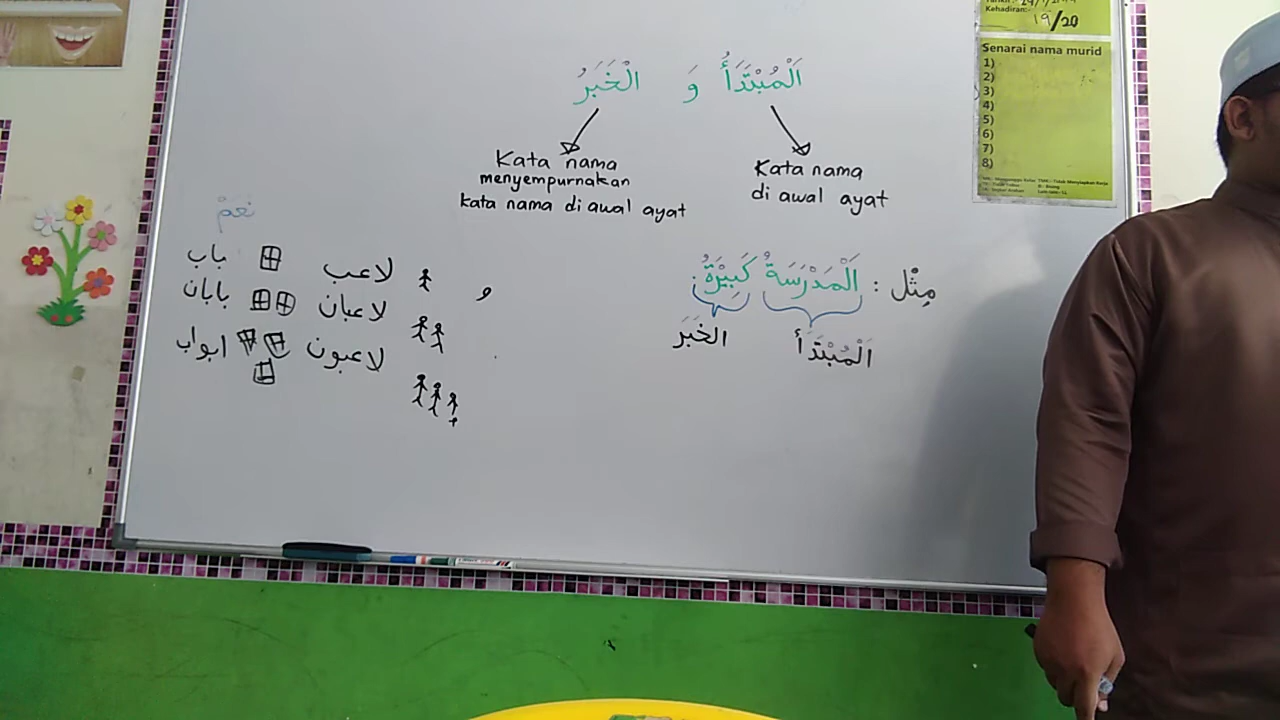 اَلْمُبْتَدَأُ وَ الْخَبَرُ
Kata nama
di awal ayat
Kata nama
menyempurnakan
kata nama di awal ayat
مِثْل : اَلْمَدْرَسَةُ كَبِيْرَةٌ.
اَلْمُبْتَدَأ
الخَبَرَ
نعم
لاعب
باب
و
لاعبان
بابان
لاعبون
ابواب
Kehadiran:-
19/20
Senarai nama murid
1)
2)
3)
4)
5)
6)
7)
8)